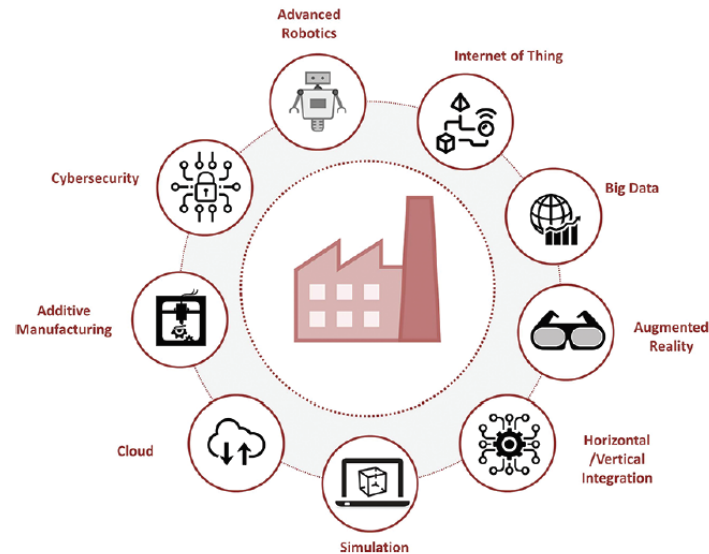 Advanced
Robotics
Internet of Thing
Cybersecurity
Big Data
Additive
Manufacturing
Augmented
Reality
Cloud
Horizontal
/Vertical
Integration
Simulation